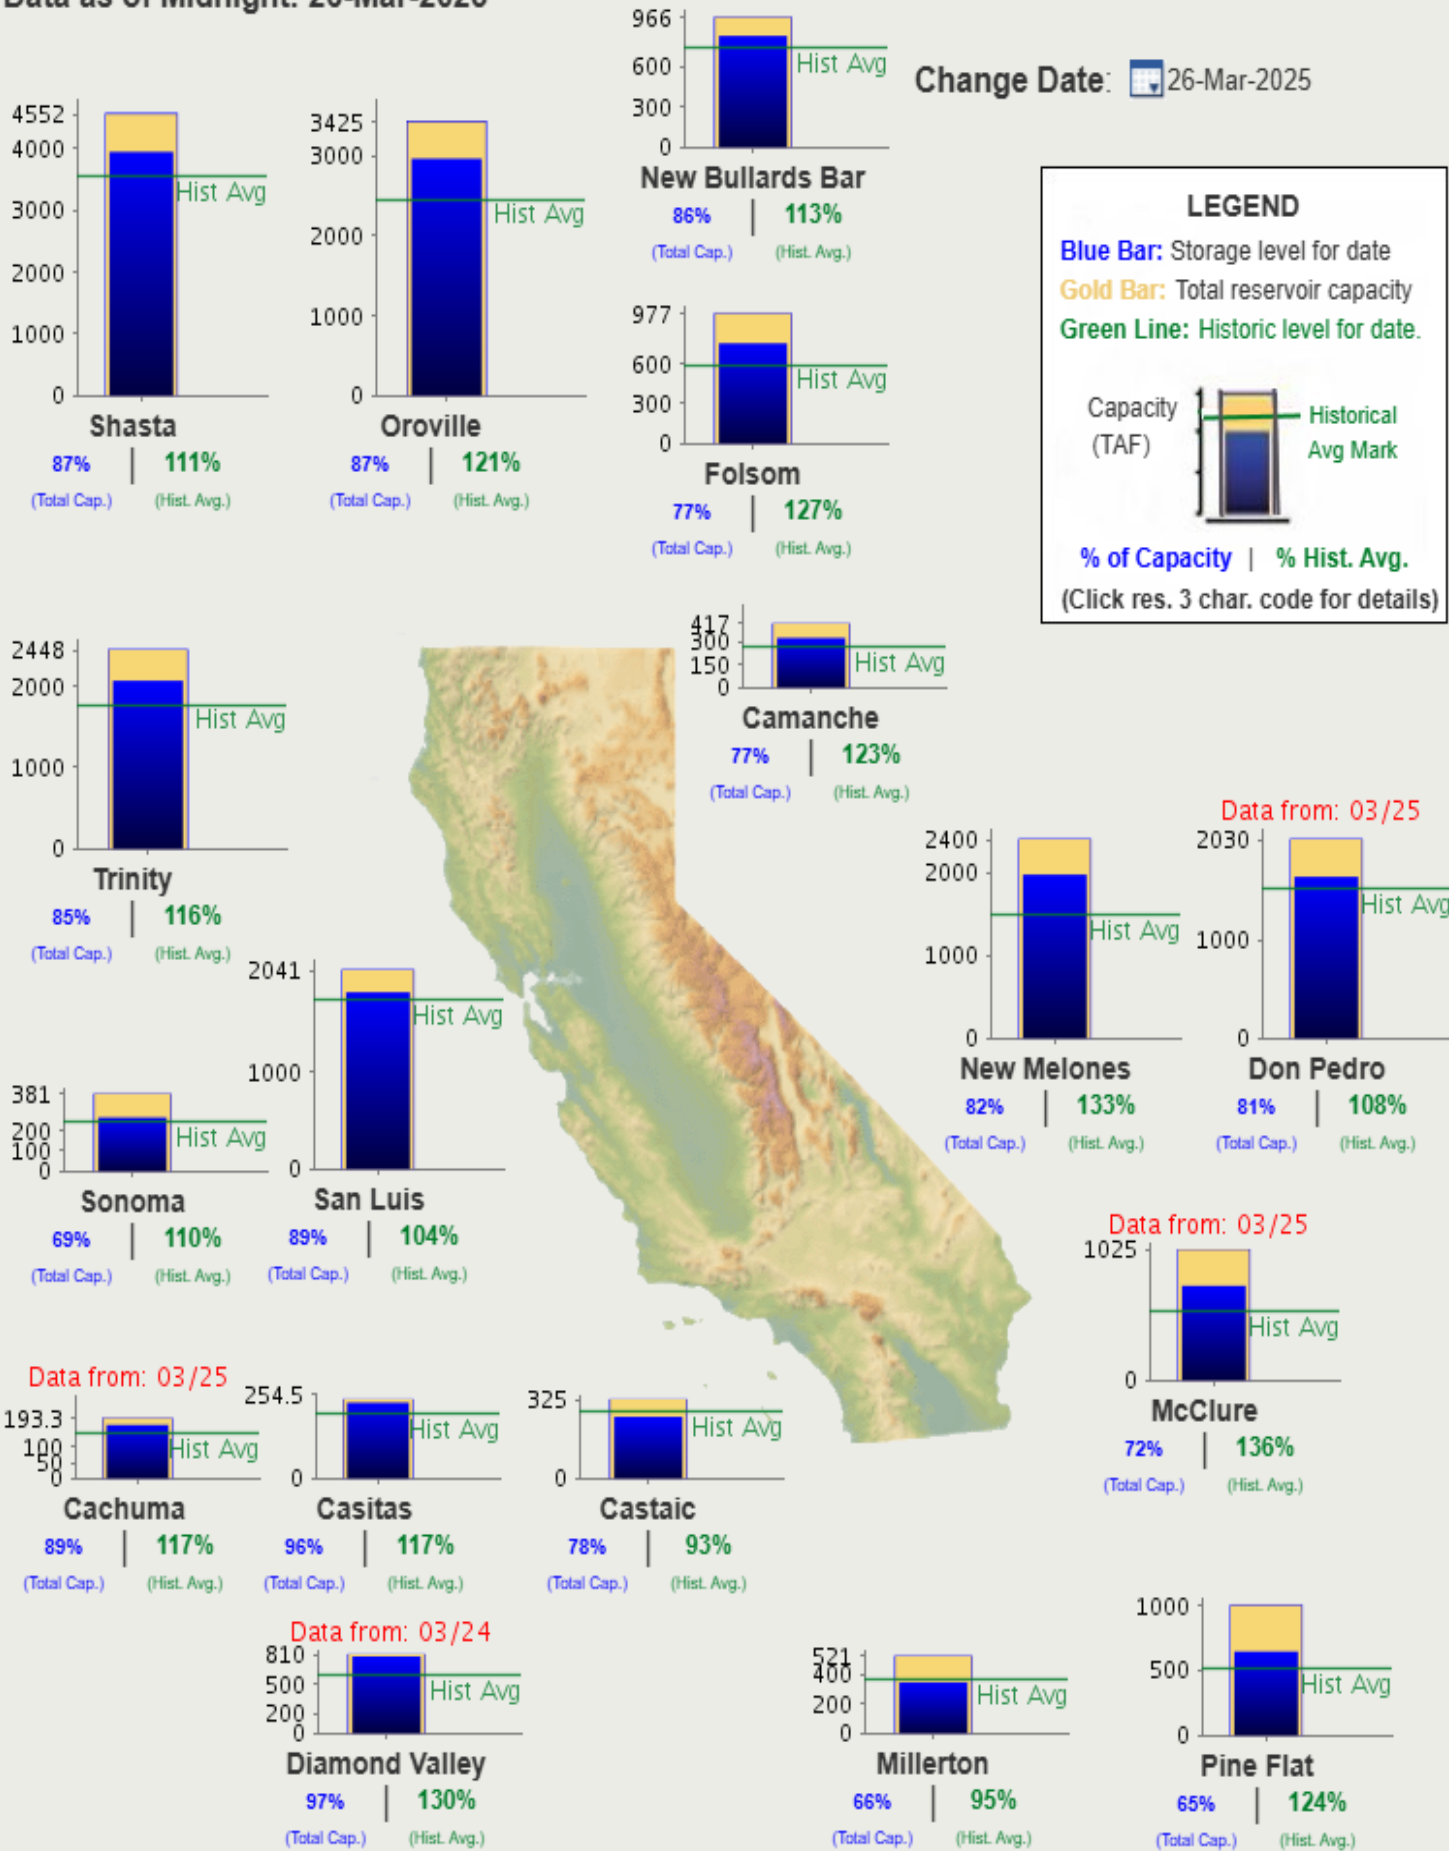 Data as of Midnight: 26-Mar-2025
966
600
300
0
Hist Avg
New Bullards Bar
86% | 113%
(Total Cap.) (Hist. Avg.)
Change Date: 26-Mar-2025
4552
4000
3000
2000
1000
0
Hist Avg
Shasta
87% | 111%
(Total Cap.) (Hist. Avg.)
3425
3000
2000
1000
0
Hist Avg
Oroville
87% | 121%
(Total Cap.) (Hist. Avg.)
977
600
300
0
Hist Avg
Folsom
77% | 127%
(Total Cap.) (Hist. Avg.)
LEGEND
Blue Bar: Storage level for date
Gold Bar: Total reservoir capacity
Green Line: Historic level for date.
Capacity
(TAF)
Historical
Avg Mark
% of Capacity | % Hist. Avg.
(Click res. 3 char. code for details)
2448
2000
1000
0
Hist Avg
Trinity
85% | 116%
(Total Cap.) (Hist. Avg.)
417
300
150
0
Hist Avg
Camanche
77% | 123%
(Total Cap.) (Hist. Avg.)
2400
2000
1000
0
Hist Avg
New Melones
82% | 133%
(Total Cap.) (Hist. Avg.)
Data from: 03/25
2030
1000
0
Hist Avg
Don Pedro
81% | 108%
(Total Cap.) (Hist. Avg.)
381
200
100
0
Hist Avg
Sonoma
69% | 110%
(Total Cap.) (Hist. Avg.)
2041
1000
0
Hist Avg
San Luis
89% | 104%
(Total Cap.) (Hist. Avg.)
Data from: 03/25
1025
0
Hist Avg
McClure
72% | 136%
(Total Cap.) (Hist. Avg.)
Data from: 03/25
193.3
100
50
0
Hist Avg
Cachuma
89% | 117%
(Total Cap.) (Hist. Avg.)
254.5
0
Hist Avg
Casitas
96% | 117%
(Total Cap.) (Hist. Avg.)
325
0
Hist Avg
Castaic
78% | 93%
(Total Cap.) (Hist. Avg.)
Data from: 03/24
810
500
200
0
Hist Avg
Diamond Valley
97% | 130%
(Total Cap.) (Hist. Avg.)
521
400
200
0
Hist Avg
Millerton
66% | 95%
(Total Cap.) (Hist. Avg.)
1000
500
0
Hist Avg
Pine Flat
65% | 124%
(Total Cap.) (Hist. Avg.)